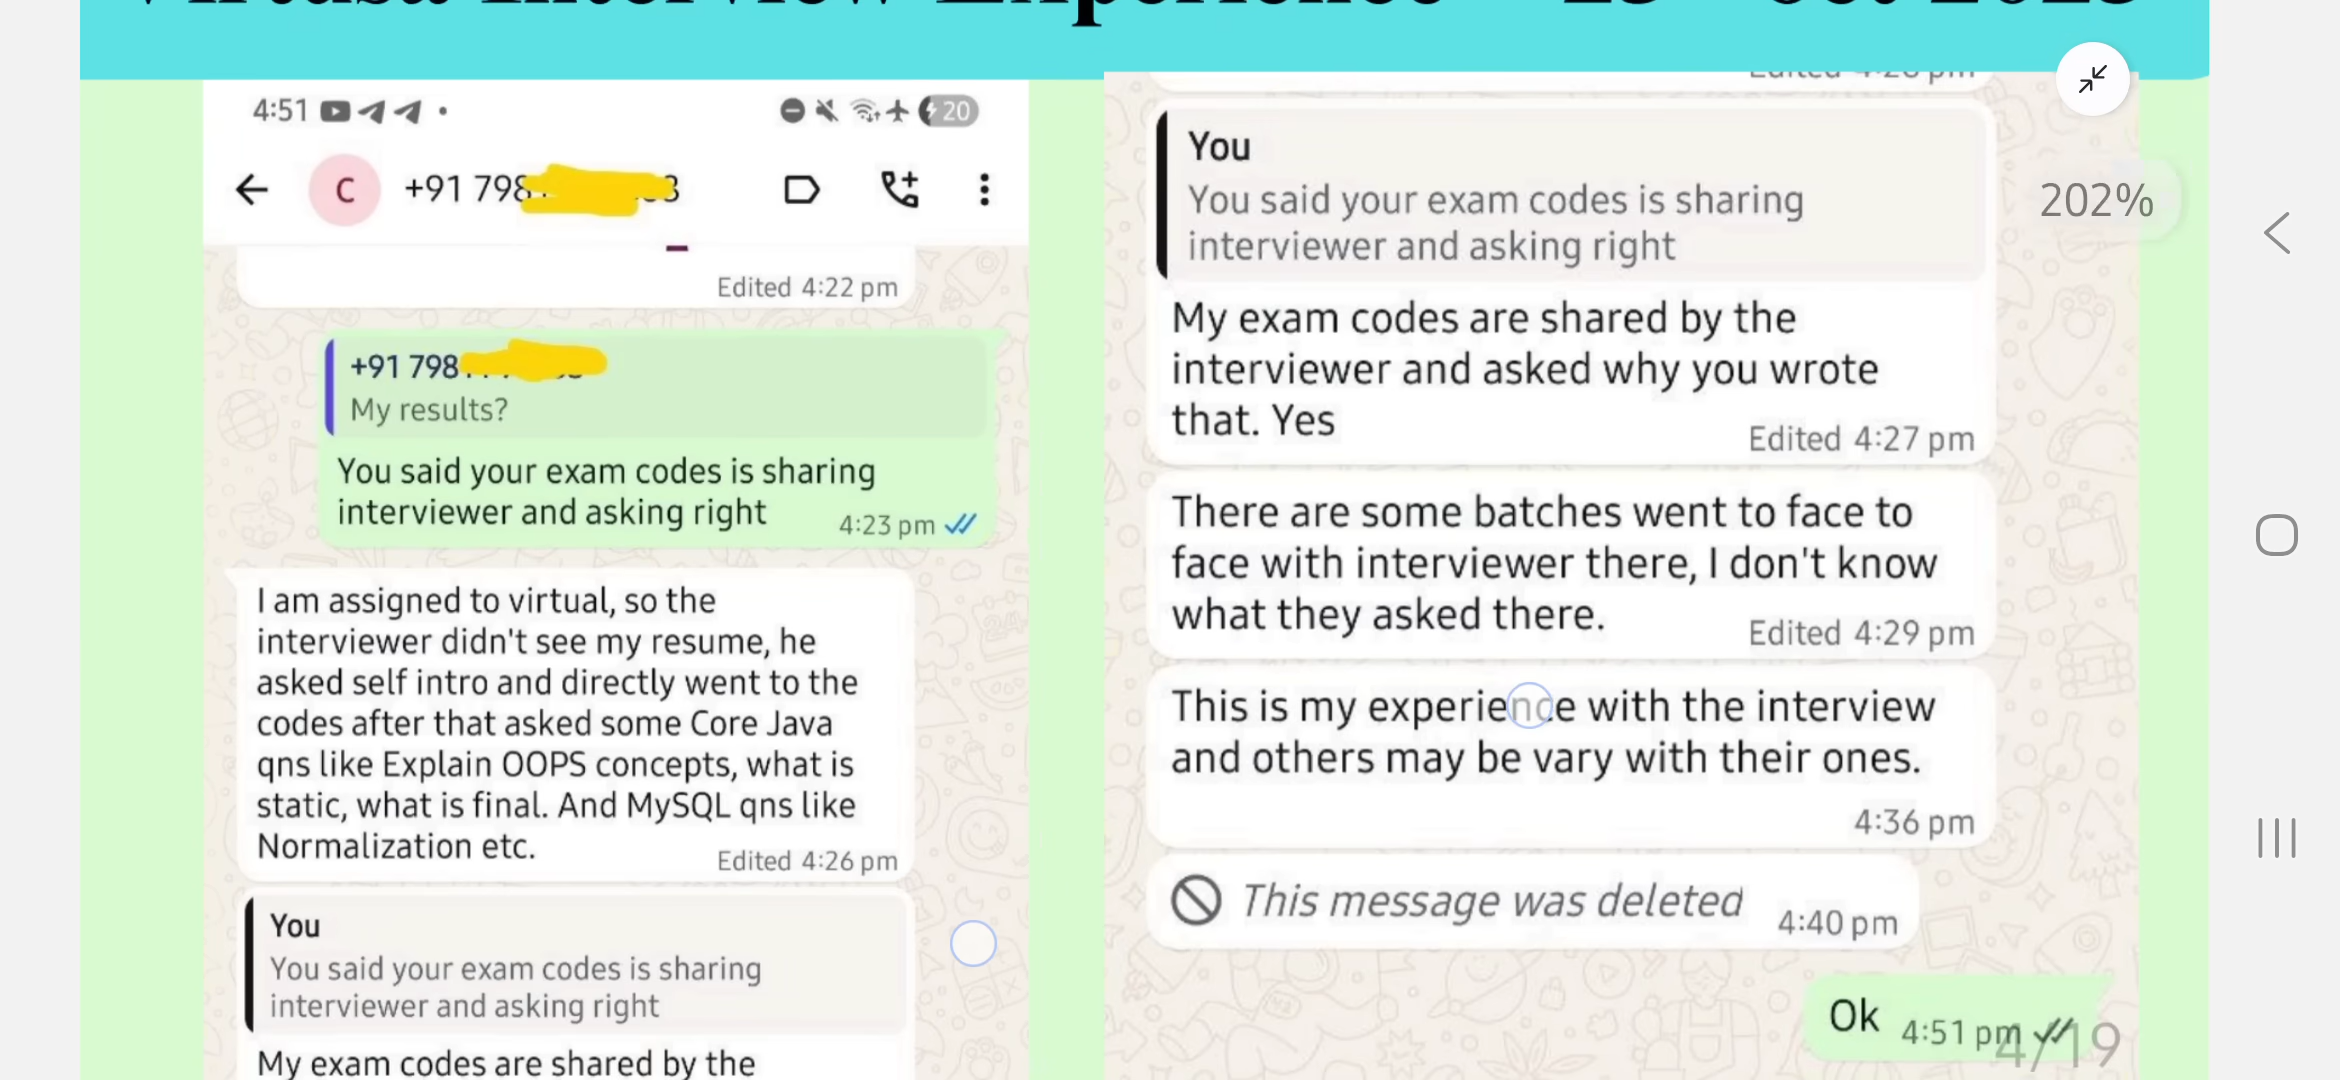 Virtusa Interview Experience
4:51
20
C
+91 798
3
Edited 4:22 pm
+91 798
My results?
You said your exam codes is sharing
interviewer and asking right
4:23 pm
I am assigned to virtual, so the
interviewer didn't see my resume, he
asked self intro and directly went to the
codes after that asked some Core Java
qns like Explain OOPS concepts, what is
static, what is final. And MySQL qns like
Normalization etc.
Edited 4:26 pm
You
You said your exam codes is sharing
interviewer and asking right
My exam codes are shared by the
You
You said your exam codes is sharing
interviewer and asking right
My exam codes are shared by the
interviewer and asked why you wrote
that. Yes
Edited 4:27 pm
There are some batches went to face to
face with interviewer there, I don't know
what they asked there.
Edited 4:29 pm
This is my experience with the interview
and others may be vary with their ones.
4:36 pm
This message was deleted
4:40 pm
Ok
4:51 pm
4/19
202%